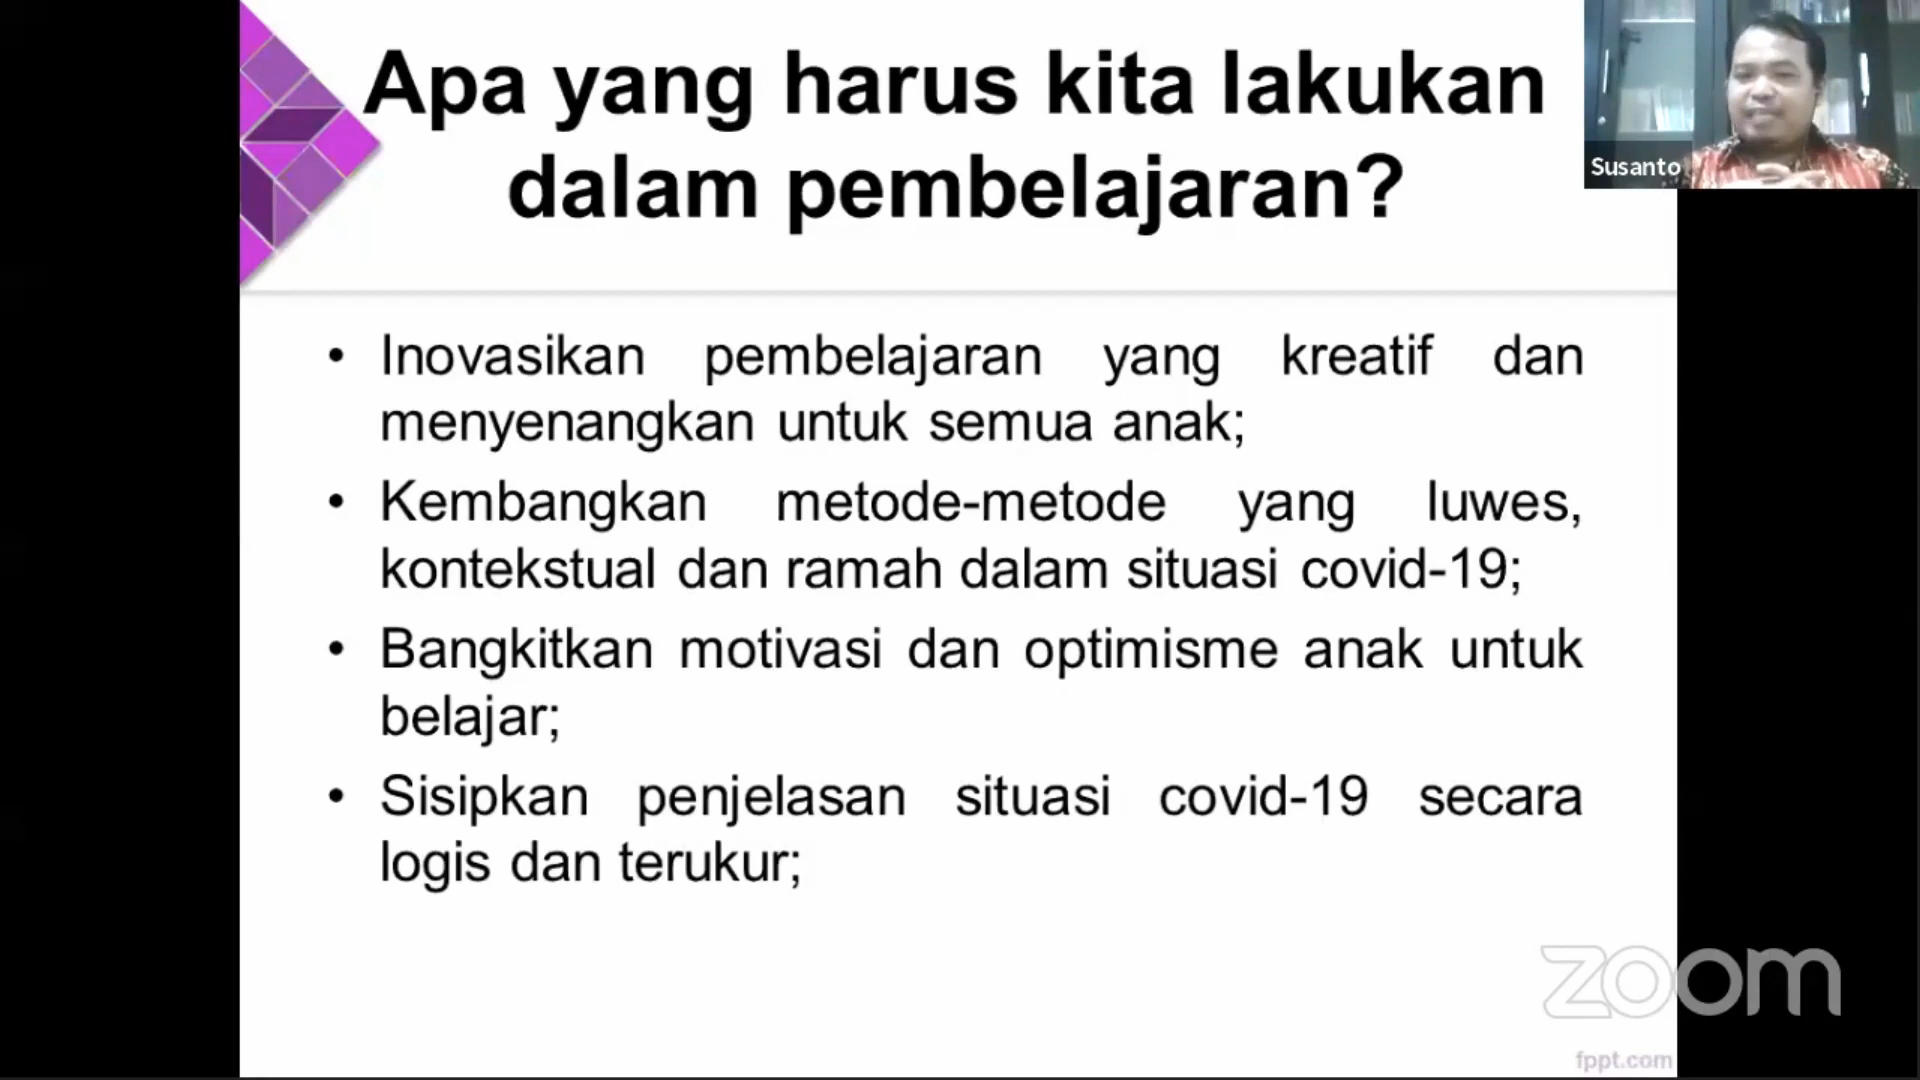 Apa yang harus kita lakukan
dalam pembelajaran?
Susanto
• Inovasikan pembelajaran yang kreatif dan
menyenangkan untuk semua anak;
• Kembangkan metode-metode yang luwes,
kontekstual dan ramah dalam situasi covid-19;
• Bangkitkan motivasi dan optimisme anak untuk
belajar;
• Sisipkan penjelasan situasi covid-19 secara
logis dan terukur;
zoom
fppt.com